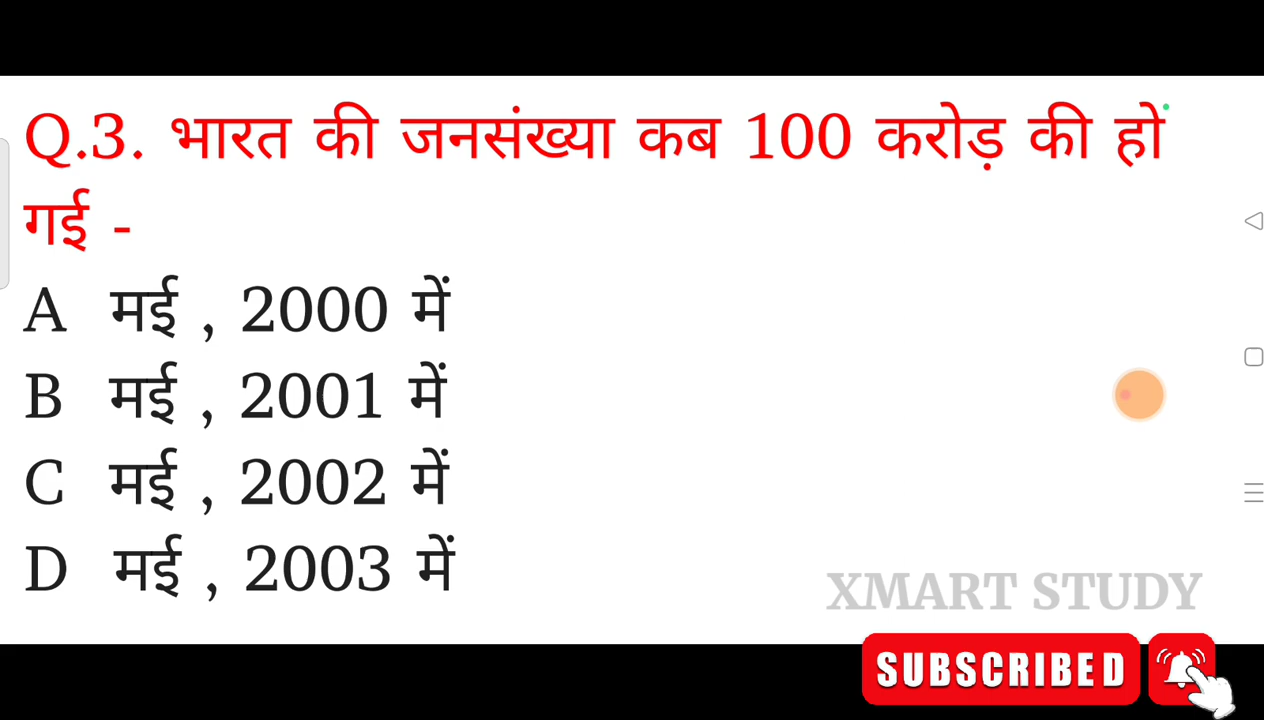 Q.3. भारत की जनसंख्या कब 100 करोड़ की हो
गई -
A मई , 2000 में
B मई , 2001 में
C मई , 2002 में
D मई , 2003 में
XMART STUDY
SUBSCRIBED